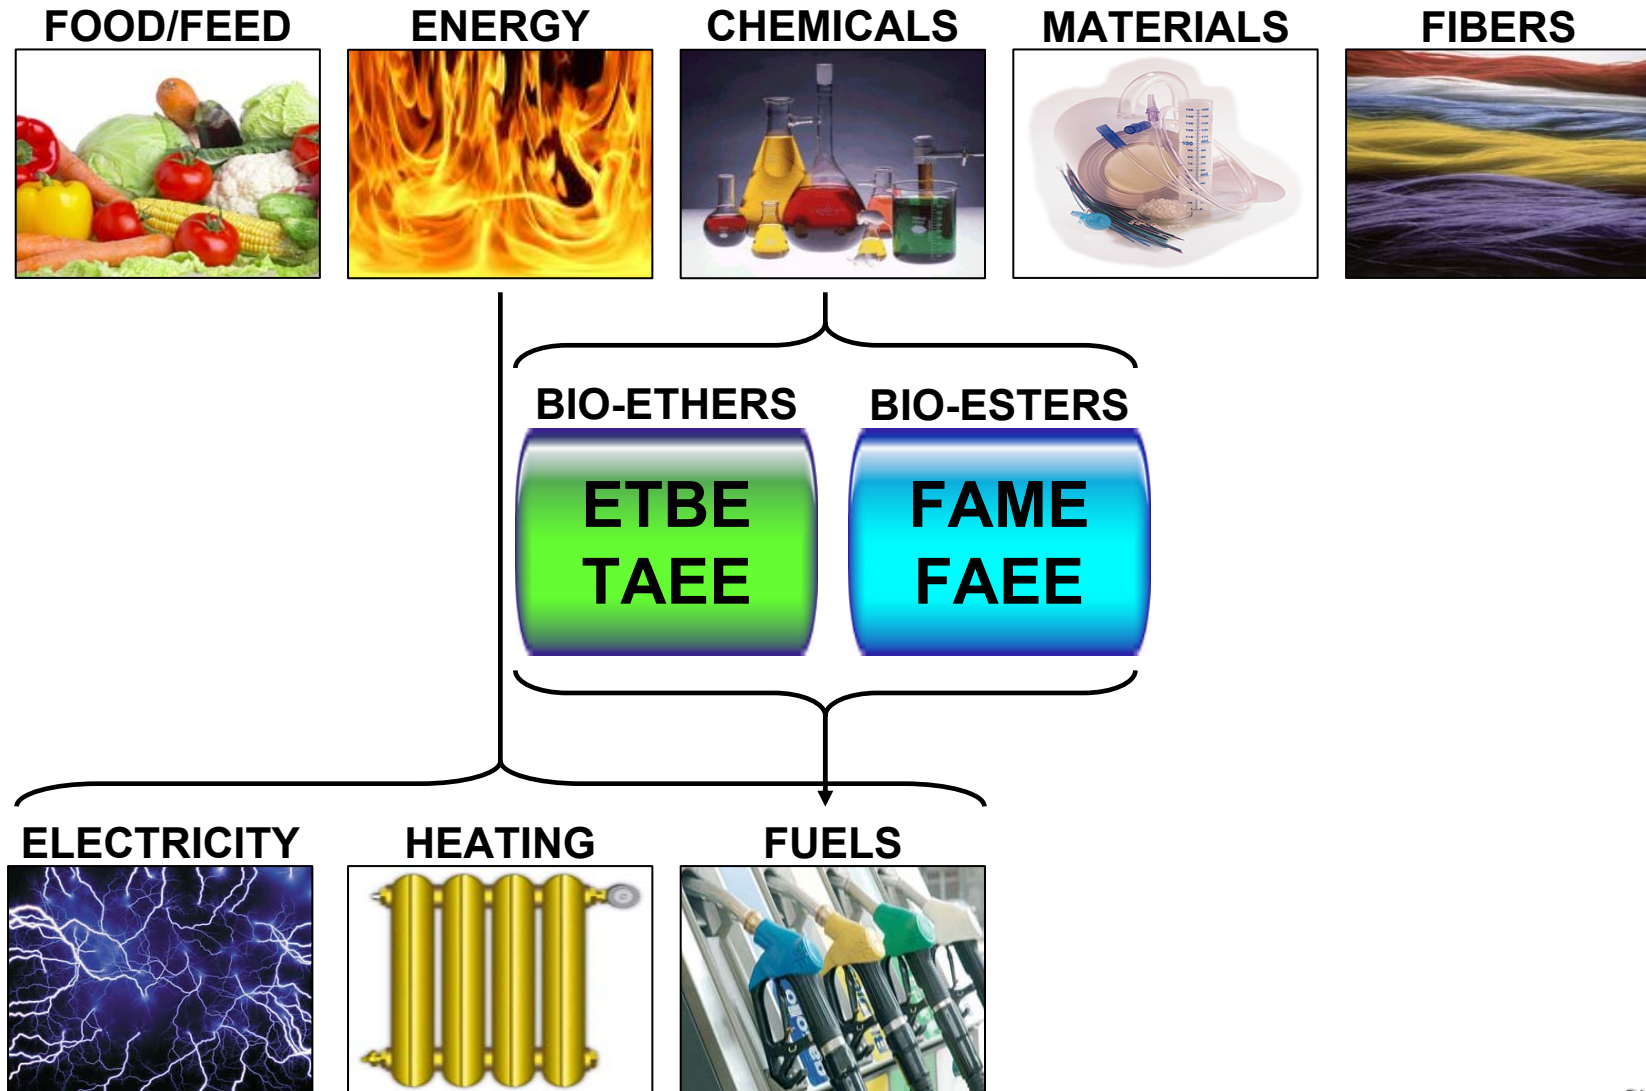 FOOD/FEED
ENERGY
CHEMICALS
MATERIALS
FIBERS
BIO-ETHERS
BIO-ESTERS
ETBE
TAEE
FAME
FAEE
ELECTRICITY
HEATING
FUELS